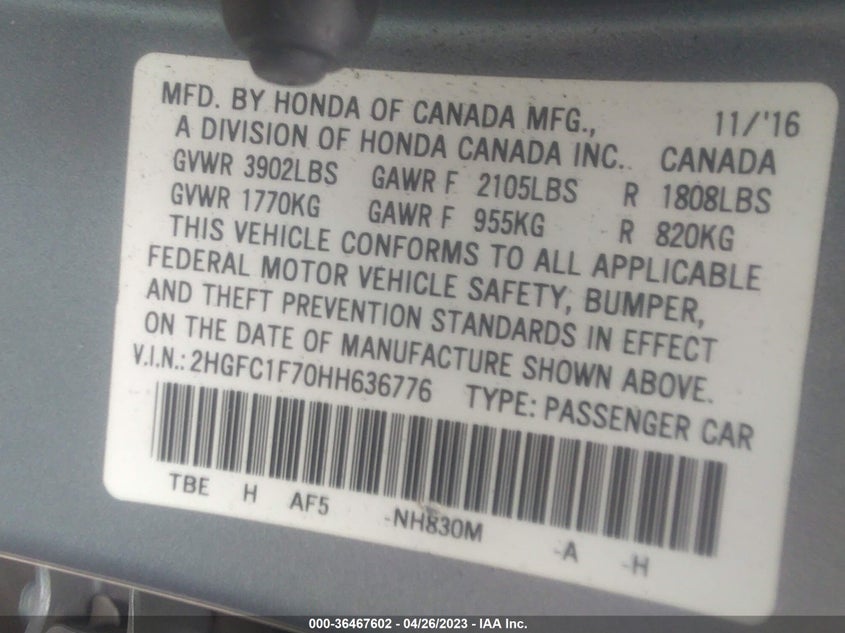 MFD. BY HONDA OF CANADA MFG., 11/'16
A DIVISION OF HONDA CANADA INC.. CANADA
GVWR 3902LBS GAWR F 2105LBS R 1808LBS
GVWR 1770KG GAWR F 955KG R 820KG
THIS VEHICLE CONFORMS TO ALL APPLICABLE
FEDERAL MOTOR VEHICLE SAFETY, BUMPER,
AND THEFT PREVENTION STANDARDS IN EFFECT
ON THE DATE OF MANUFACTURE SHOWN ABOVE.
V.I.N.: 2HGFC1F70HH636776 TYPE: PASSENGER CAR
TBE H AF5 -NH830M -A -H
000-36467602 - 04/26/2023 - IAA Inc.